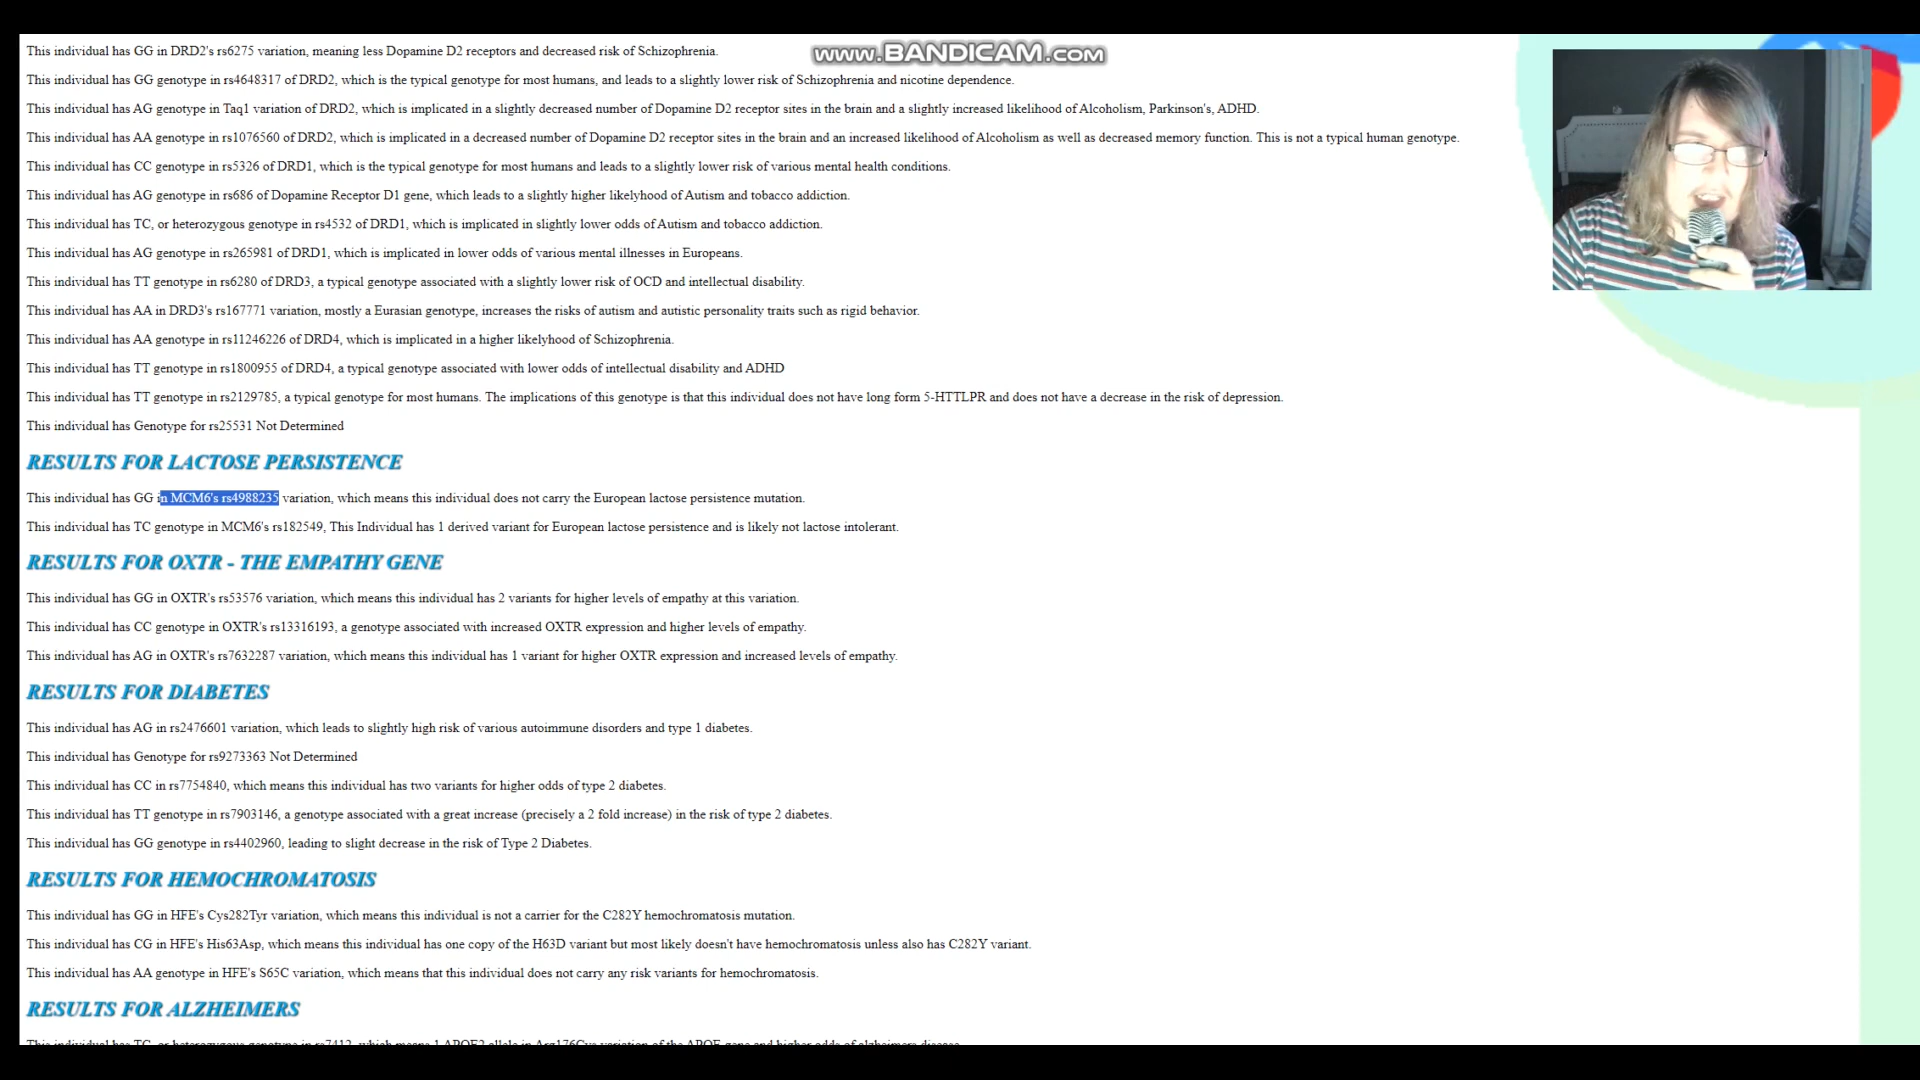 www.BANDICAM.com
This individual has GG in DRD2's rs6275 variation, meaning less Dopamine D2 receptors and decreased risk of Schizophrenia.
This individual has GG genotype in rs4648317 of DRD2, which is the typical genotype for most humans, and leads to a slightly lower risk of Schizophrenia and nicotine dependence.
This individual has AG genotype in Taq1 variation of DRD2, which is implicated in a slightly decreased number of Dopamine D2 receptor sites in the brain and a slightly increased likelihood of Alcoholism, Parkinson's, ADHD.
This individual has AA genotype in rs1076560 of DRD2, which is implicated in a decreased number of Dopamine D2 receptor sites in the brain and an increased likelihood of Alcoholism as well as decreased memory function. This is not a typical human genotype.
This individual has CC genotype in rs5326 of DRD1, which is the typical genotype for most humans and leads to a slightly lower risk of various mental health conditions.
This individual has AG genotype in rs686 of Dopamine Receptor D1 gene, which leads to a slightly higher likelyhood of Autism and tobacco addiction.
This individual has TC, or heterozygous genotype in rs4532 of DRD1, which is implicated in slightly lower odds of Autism and tobacco addiction.
This individual has AG genotype in rs265981 of DRD1, which is implicated in lower odds of various mental illnesses in Europeans.
This individual has TT genotype in rs6280 of DRD3, a typical genotype associated with a slightly lower risk of OCD and intellectual disability.
This individual has AA in DRD3's rs167771 variation, mostly a Eurasian genotype, increases the risks of autism and autistic personality traits such as rigid behavior.
This individual has AA genotype in rs11246226 of DRD4, which is implicated in a higher likelyhood of Schizophrenia.
This individual has TT genotype in rs1800955 of DRD4, a typical genotype associated with lower odds of intellectual disability and ADHD
This individual has TT genotype in rs2129785, a typical genotype for most humans. The implications of this genotype is that this individual does not have long form 5-HTTLPR and does not have a decrease in the risk of depression.
This individual has Genotype for rs25531 Not Determined
RESULTS FOR LACTOSE PERSISTENCE
This individual has GG in MCM6's rs4988235 variation, which means this individual does not carry the European lactose persistence mutation.
This individual has TC genotype in MCM6's rs182549, This Individual has 1 derived variant for European lactose persistence and is likely not lactose intolerant.
RESULTS FOR OXTR - THE EMPATHY GENE
This individual has GG in OXTR's rs53576 variation, which means this individual has 2 variants for higher levels of empathy at this variation.
This individual has CC genotype in OXTR's rs13316193, a genotype associated with increased OXTR expression and higher levels of empathy.
This individual has AG in OXTR's rs7632287 variation, which means this individual has 1 variant for higher OXTR expression and increased levels of empathy.
RESULTS FOR DIABETES
This individual has AG in rs2476601 variation, which leads to slightly high risk of various autoimmune disorders and type 1 diabetes.
This individual has Genotype for rs9273363 Not Determined
This individual has CC in rs7754840, which means this individual has two variants for higher odds of type 2 diabetes.
This individual has TT genotype in rs7903146, a genotype associated with a great increase (precisely a 2 fold increase) in the risk of type 2 diabetes.
This individual has GG genotype in rs4402960, leading to slight decrease in the risk of Type 2 Diabetes.
RESULTS FOR HEMOCHROMATOSIS
This individual has GG in HFE's Cys282Tyr variation, which means this individual is not a carrier for the C282Y hemochromatosis mutation.
This individual has CG in HFE's His63Asp, which means this individual has one copy of the H63D variant but most likely doesn't have hemochromatosis unless also has C282Y variant.
This individual has AA genotype in HFE's S65C variation, which means that this individual does not carry any risk variants for hemochromatosis.
RESULTS FOR ALZHEIMERS
This individual has TC, or heterozygous genotype in rs7412, which means 1 APOE2 allele in Arg176Cys variation of the APOE gene and higher odds of alzheimers disease.